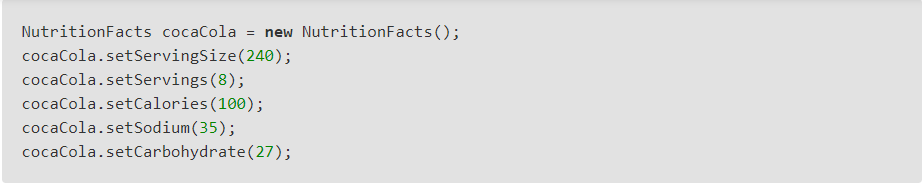 NutritionFacts cocaCola = new NutritionFacts();
cocaCola.setServingSize(240);
cocaCola.setServings(8);
cocaCola.setCalories(100);
cocaCola.setSodium(35);
cocaCola.setCarbohydrate(27);